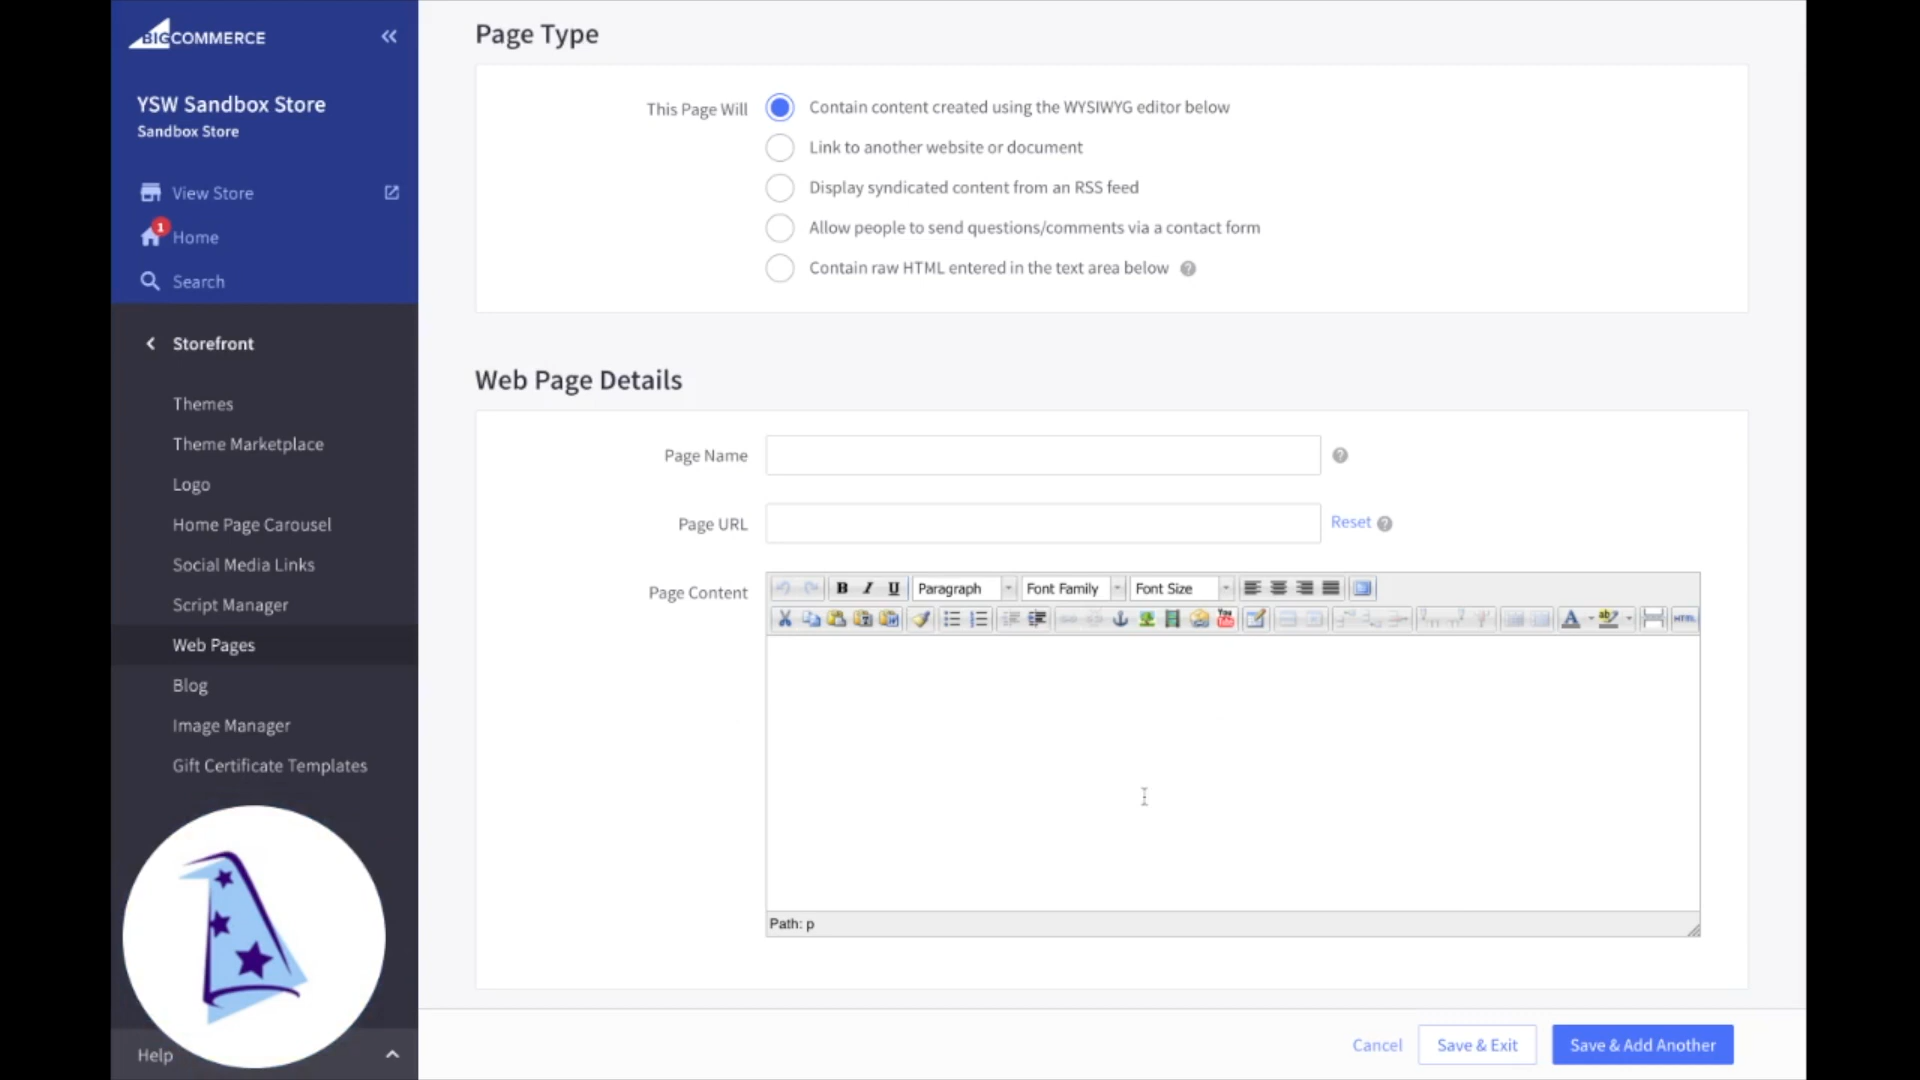 BIGCOMMERCE
YSW Sandbox Store
Sandbox Store
View Store
1
Home
Search
Storefront
Themes
Theme Marketplace
Logo
Home Page Carousel
Social Media Links
Script Manager
Web Pages
Blog
Image Manager
Gift Certificate Templates
Help
Page Type
This Page Will
Contain content created using the WYSIWYG editor below
Link to another website or document
Display syndicated content from an RSS feed
Allow people to send questions/comments via a contact form
Contain raw HTML entered in the text area below ?
Web Page Details
Page Name ?
Page URL Reset ?
Page Content
B I U Paragraph Font Family Font Size
You Tube A ab HTML
Path: p
Cancel Save & Exit Save & Add Another